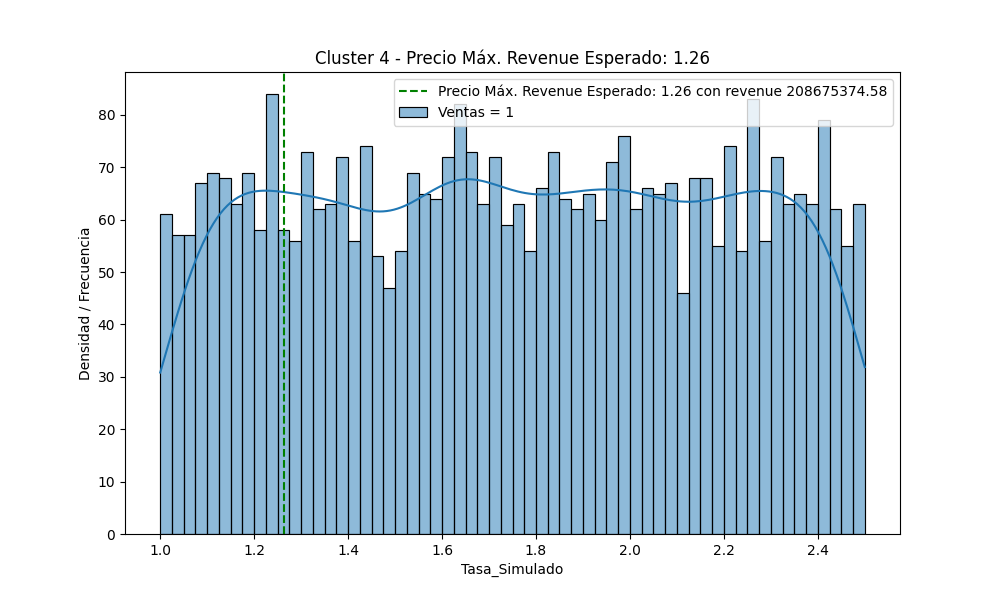 Cluster 4 - Precio Máx. Revenue Esperado: 1.26
Precio Máx. Revenue Esperado: 1.26 con revenue 208675374.58
Ventas = 1
Densidad / Frecuencia
80
70
60
50
40
30
20
10
0
1.0 1.2 1.4 1.6 1.8 2.0 2.2 2.4
Tasa_Simulado